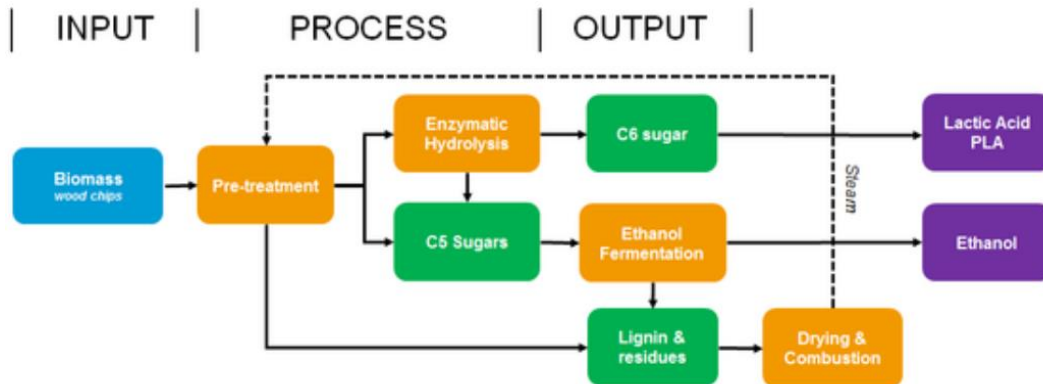 INPUT
PROCESS
OUTPUT
Enzymatic
Hydrolysis
C6 sugar
Lactic Acid
PLA
Biomass
wood chips
Pre-treatment
Steam
C5 Sugars
Ethanol
Fermentation
Ethanol
Lignin &
residues
Drying &
Combustion